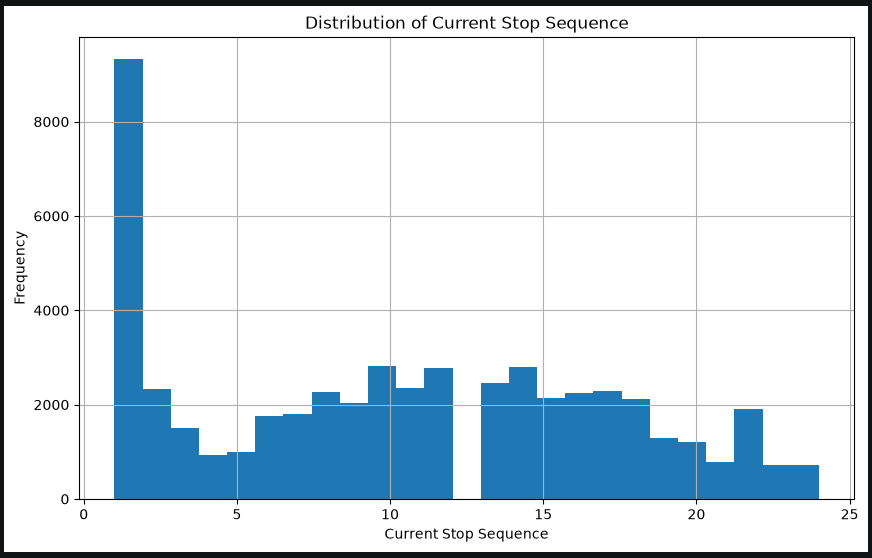 Distribution of Current Stop Sequence
8000
6000
4000
2000
0
Frequency
0 5 10 15 20 25
Current Stop Sequence